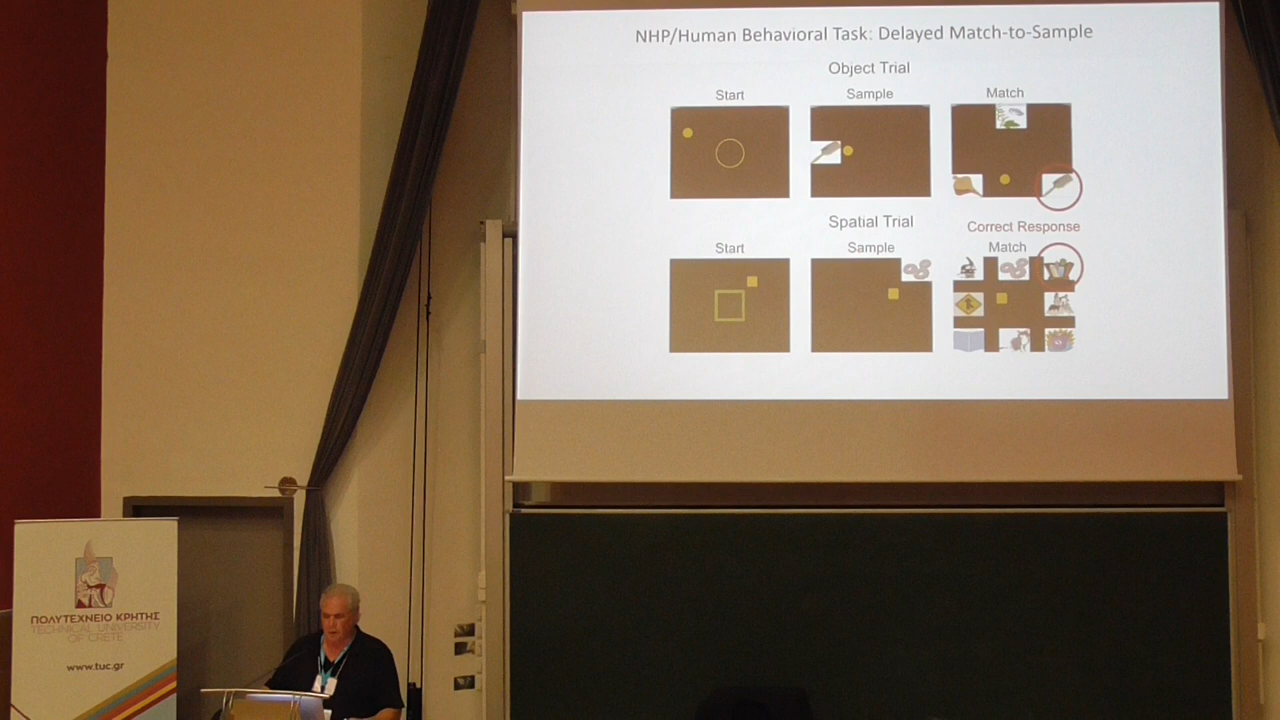 NHP/Human Behavioral Task: Delayed Match-to-Sample
Object Trial
Start
Sample
Match
Spatial Trial
Correct Response
Start
Sample
Match
ΠΟΛΥΤΕΧΝΕΙΟ ΚΡΗΤΗΣ
TECHNICAL UNIVERSITY
OF CRETE
www.tuc.gr